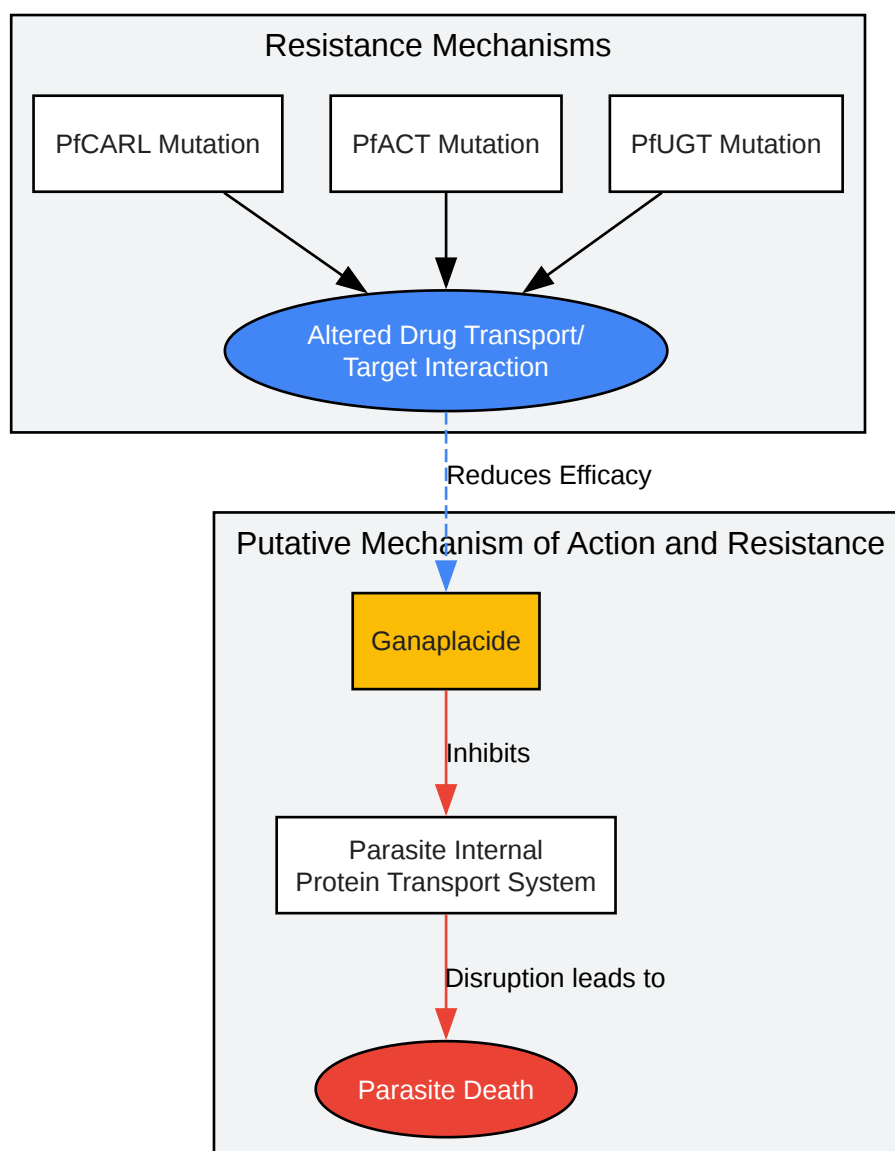 Resistance Mechanisms
PfCARL Mutation
PfACT Mutation
PfUGT Mutation
Altered Drug Transport/
Target Interaction
Reduces Efficacy
Putative Mechanism of Action and Resistance
Ganaplacide
Inhibits
Parasite Internal
Protein Transport System
Disruption leads to
Parasite Death